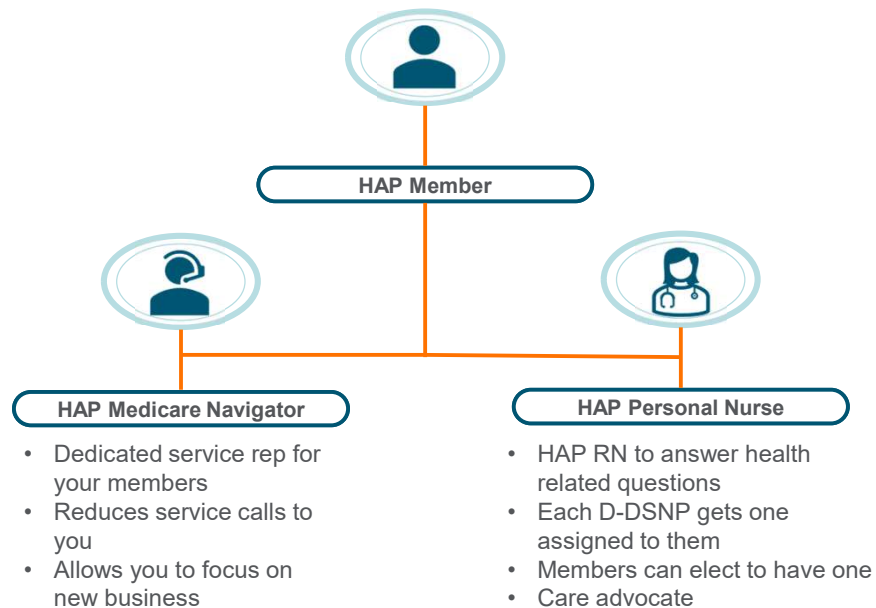 HAP Member
HAP Medicare Navigator
• Dedicated service rep for
your members
• Reduces service calls to
you
• Allows you to focus on
new business
HAP Personal Nurse
• HAP RN to answer health
related questions
• Each D-DSNP gets one
assigned to them
• Members can elect to have one
• Care advocate